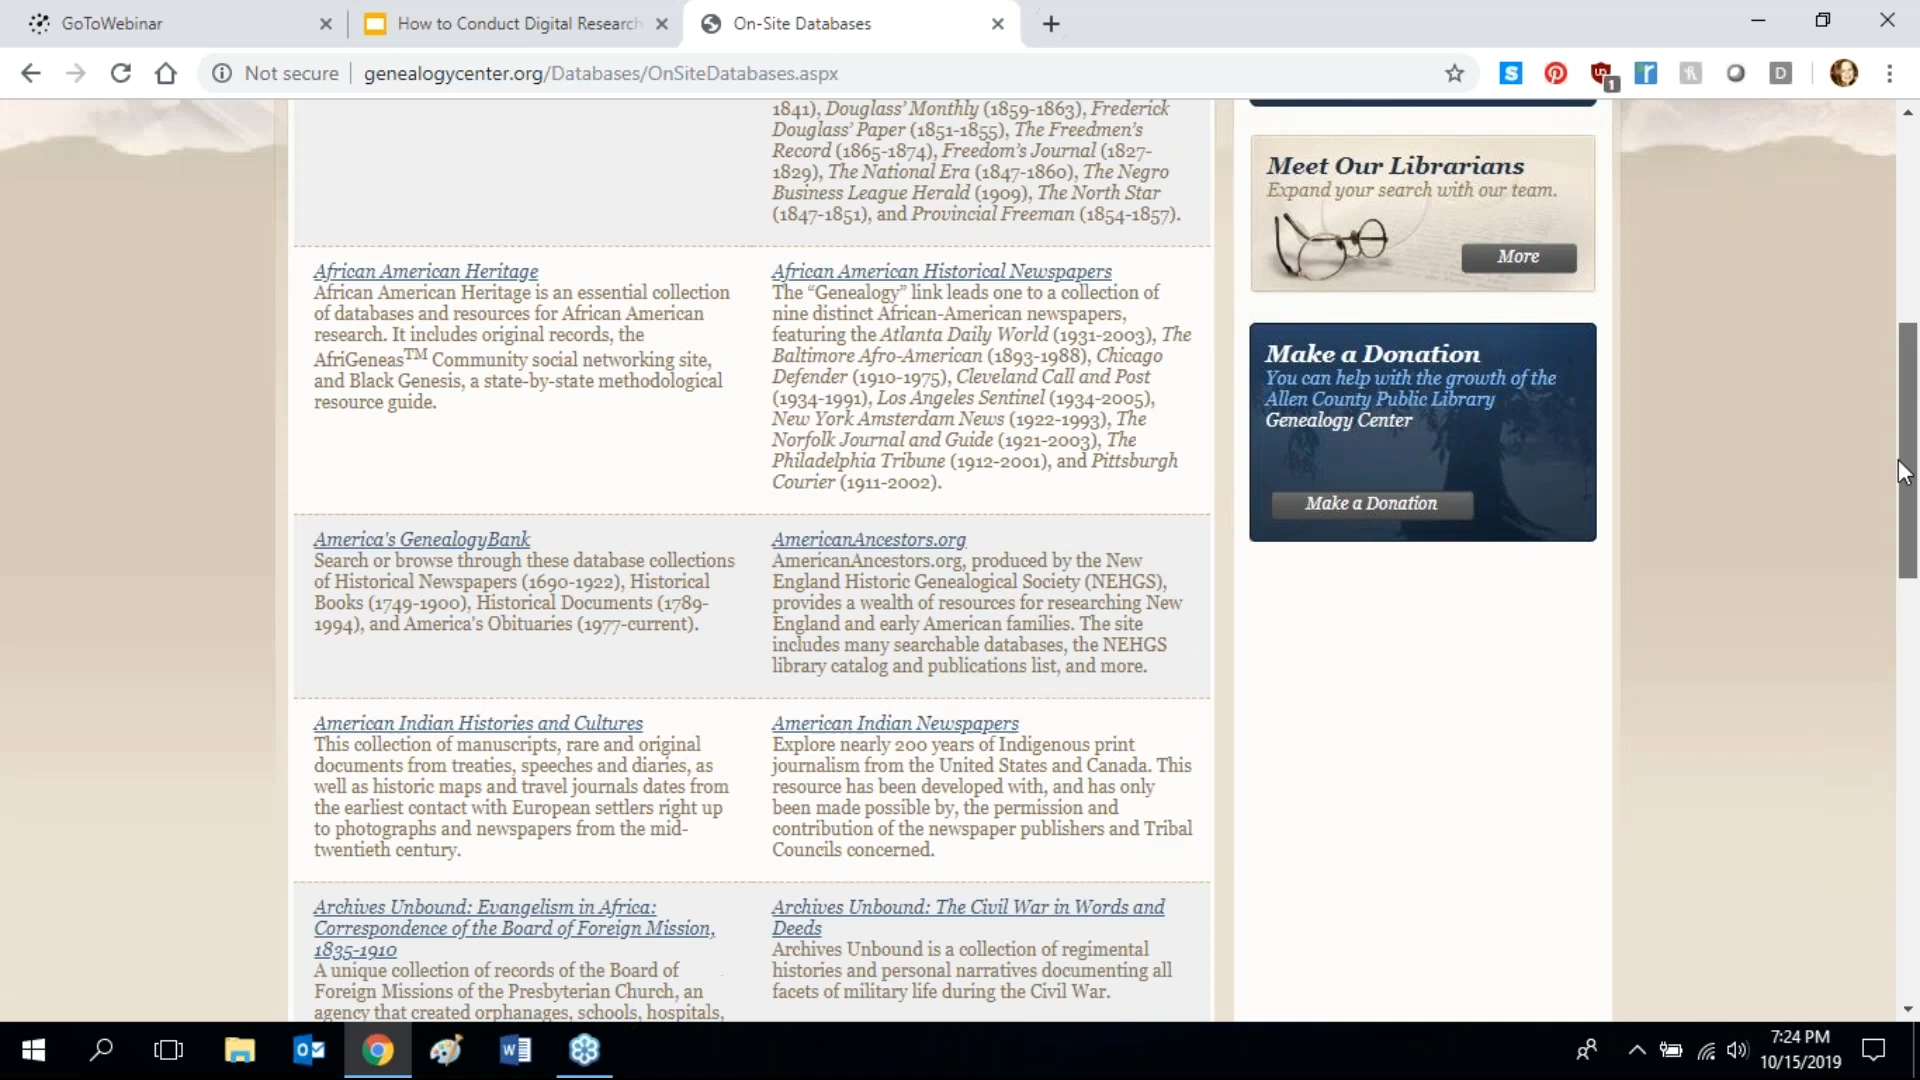 GoToWebinar
How to Conduct Digital Research
On-Site Databases
Not secure
genealogycenter.org/Databases/OnSiteDatabases.aspx
1
D
1841), Douglass’ Monthly (1859-1863), Frederick
Douglass’ Paper (1851-1855), The Freedmen’s
Record (1865-1874), Freedom’s Journal (1827-
1829), The National Era (1847-1860), The Negro
Business League Herald (1909), The North Star
(1847-1851), and Provincial Freeman (1854-1857).
African American Heritage
African American Heritage is an essential collection
of databases and resources for African American
research. It includes original records, the
AfriGeneas™ Community social networking site,
and Black Genesis, a state-by-state methodological
resource guide.
African American Historical Newspapers
The “Genealogy” link leads one to a collection of
nine distinct African-American newspapers,
featuring the Atlanta Daily World (1931-2003), The
Baltimore Afro-American (1893-1988), Chicago
Defender (1910-1975), Cleveland Call and Post
(1934-1991), Los Angeles Sentinel (1934-2005),
New York Amsterdam News (1922-1993), The
Norfolk Journal and Guide (1921-2003), The
Philadelphia Tribune (1912-2001), and Pittsburgh
Courier (1911-2002).
America's GenealogyBank
Search or browse through these database collections
of Historical Newspapers (1690-1922), Historical
Books (1749-1900), Historical Documents (1789-
1994), and America's Obituaries (1977-current).
AmericanAncestors.org
AmericanAncestors.org, produced by the New
England Historic Genealogical Society (NEHGS),
provides a wealth of resources for researching New
England and early American families. The site
includes many searchable databases, the NEHGS
library catalog and publications list, and more.
American Indian Histories and Cultures
This collection of manuscripts, rare and original
documents from treaties, speeches and diaries, as
well as historic maps and travel journals dates from
the earliest contact with European settlers right up
to photographs and newspapers from the mid-
twentieth century.
American Indian Newspapers
Explore nearly 200 years of Indigenous print
journalism from the United States and Canada. This
resource has been developed with, and has only
been made possible by, the permission and
contribution of the newspaper publishers and Tribal
Councils concerned.
Archives Unbound: Evangelism in Africa:
Correspondence of the Board of Foreign Mission,
1835-1910
A unique collection of records of the Board of
Foreign Missions of the Presbyterian Church, an
agency that created orphanages, schools, hospitals,
Archives Unbound: The Civil War in Words and
Deeds
Archives Unbound is a collection of regimental
histories and personal narratives documenting all
facets of military life during the Civil War.
Meet Our Librarians
Expand your search with our team.
More
Make a Donation
You can help with the growth of the
Allen County Public Library
Genealogy Center
Make a Donation
7:24 PM
10/15/2019